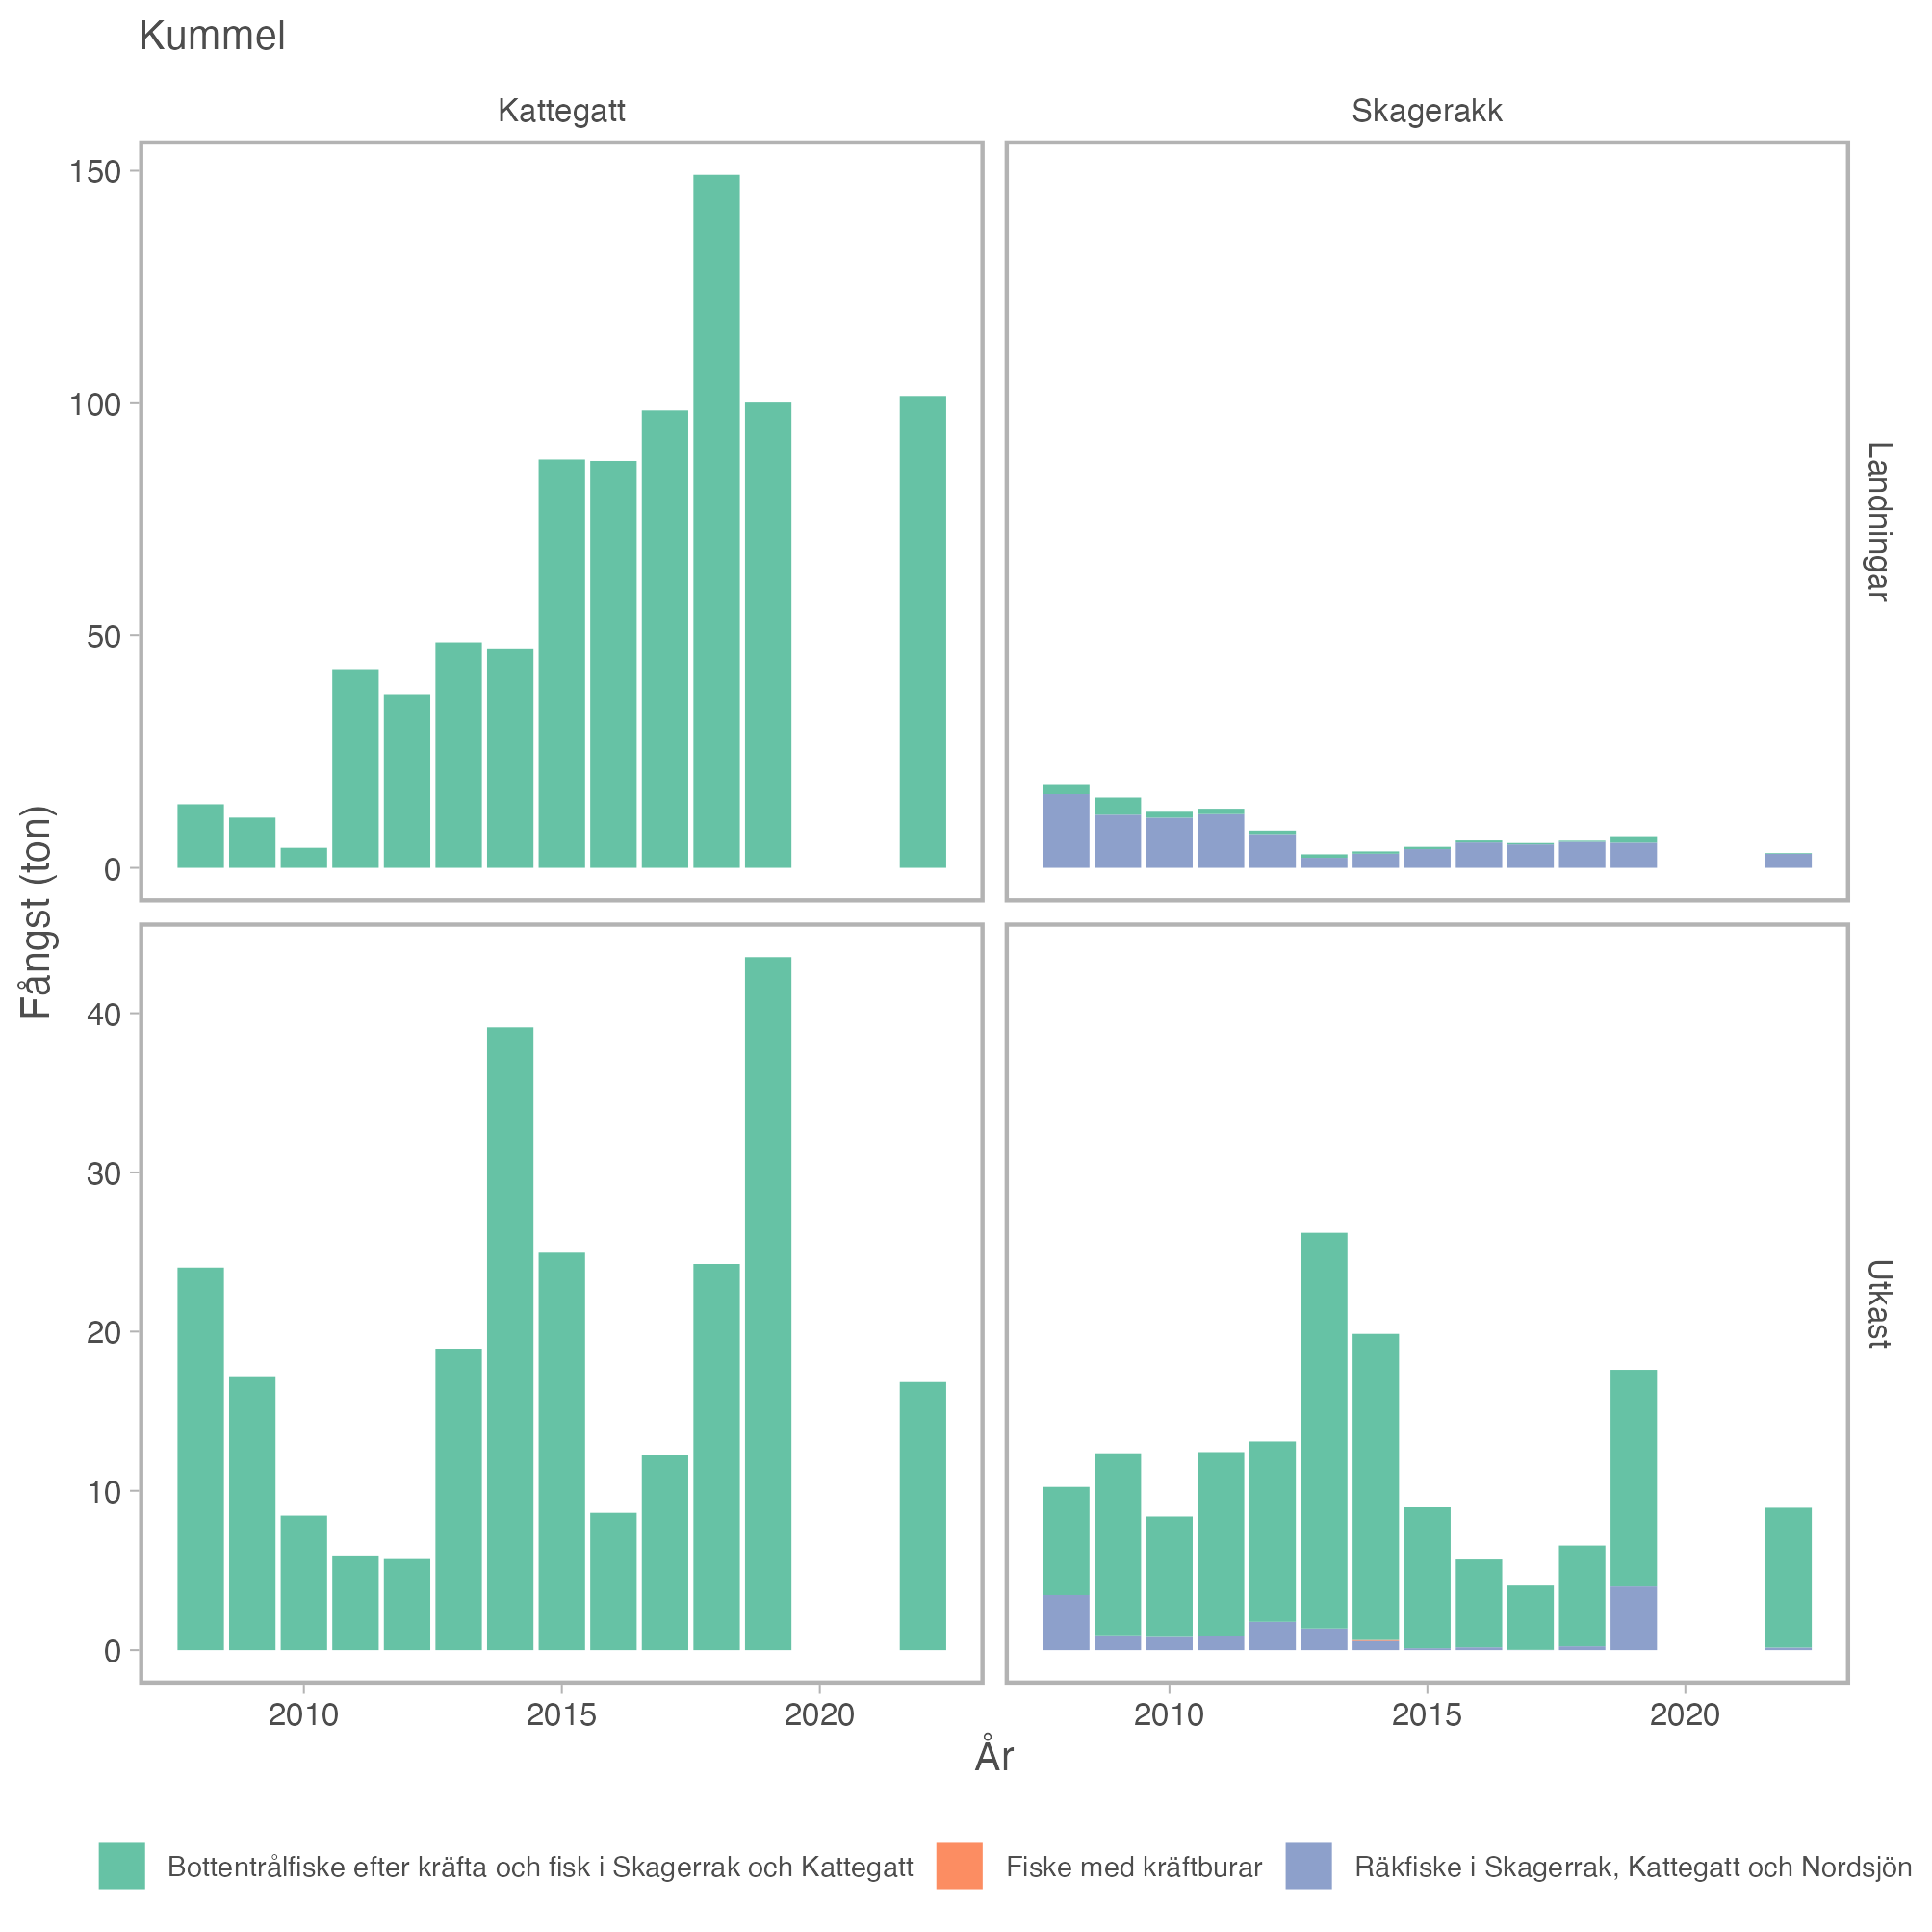 Kummel
Kattegatt
Skagerakk
150
100
50
0
Landningar
Fångst (ton)
40
30
20
10
0
Utkast
2010
2015
2020
2010
2015
2020
År
Bottentrålfiske efter kräfta och fisk i Skagerrak och Kattegatt
Fiske med kräftburar
Räkfiske i Skagerrak, Kattegatt och Nordsjön